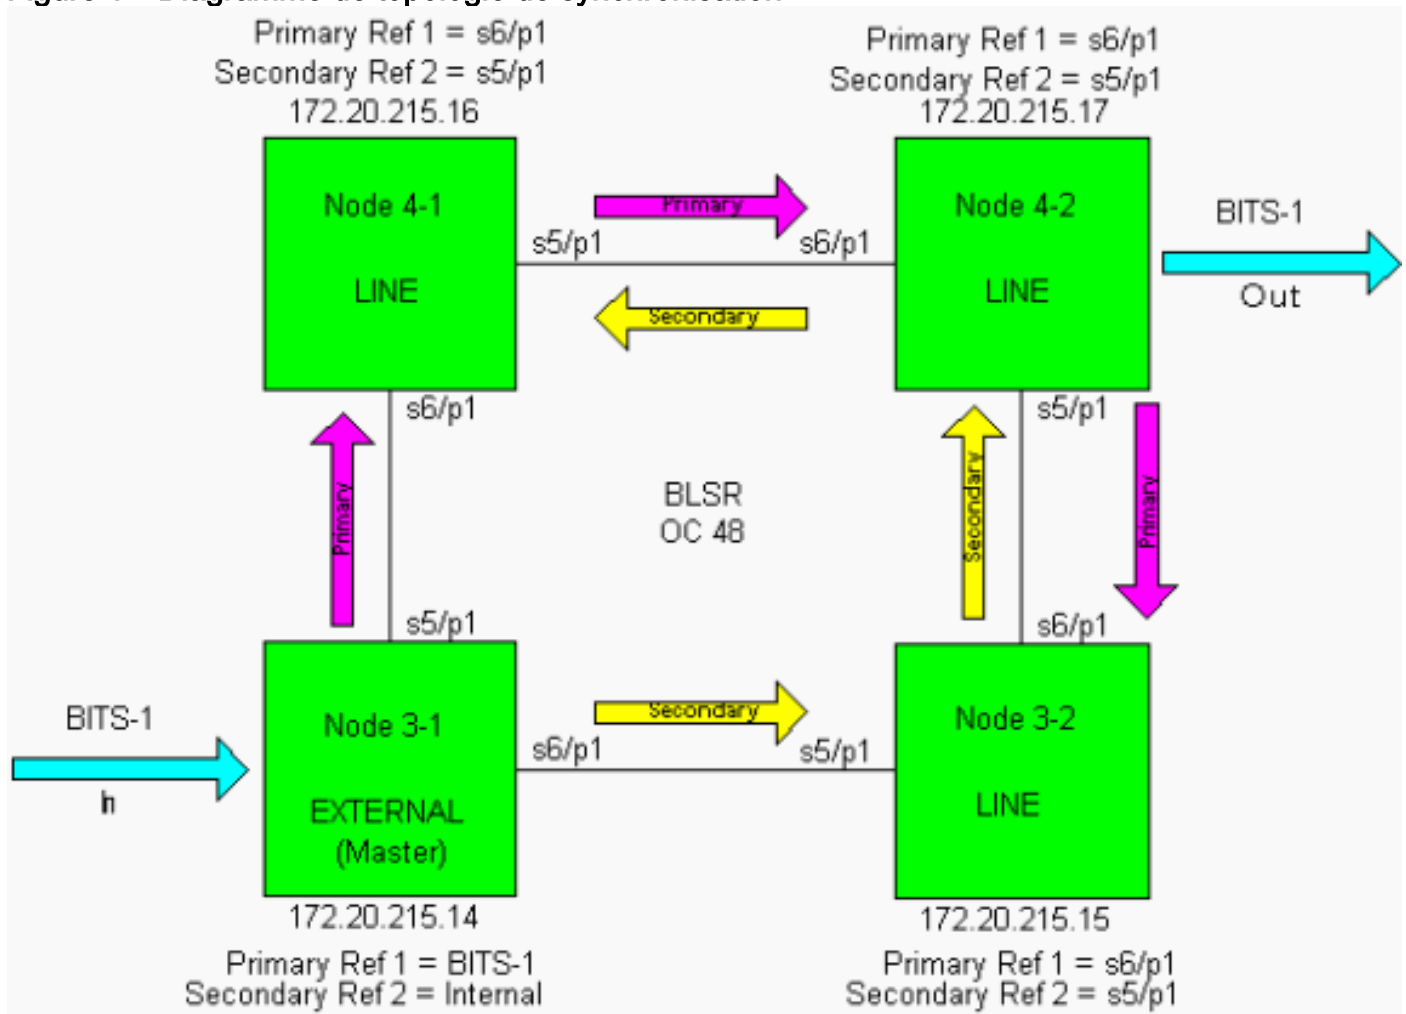 Primary Ref 1 = s6/p1
Secondary Ref 2 = s5/p1
172.20.215.16
Primary Ref 1 = s6/p1
Secondary Ref 2 = s5/p1
172.20.215.17
Node 4-1
LINE
Primary
s5/p1
s6/p1
Secondary
Node 4-2
LINE
BITS-1
Out
s6/p1
s5/p1
Primary
BLSR
OC 48
Secondary
Primary
s5/p1
s6/p1
BITS-1
In
Node 3-1
EXTERNAL
(Master)
Secondary
s6/p1
s5/p1
Node 3-2
LINE
172.20.215.14
Primary Ref 1 = BITS-1
Secondary Ref 2 = Internal
172.20.215.15
Primary Ref 1 = s6/p1
Secondary Ref 2 = s5/p1